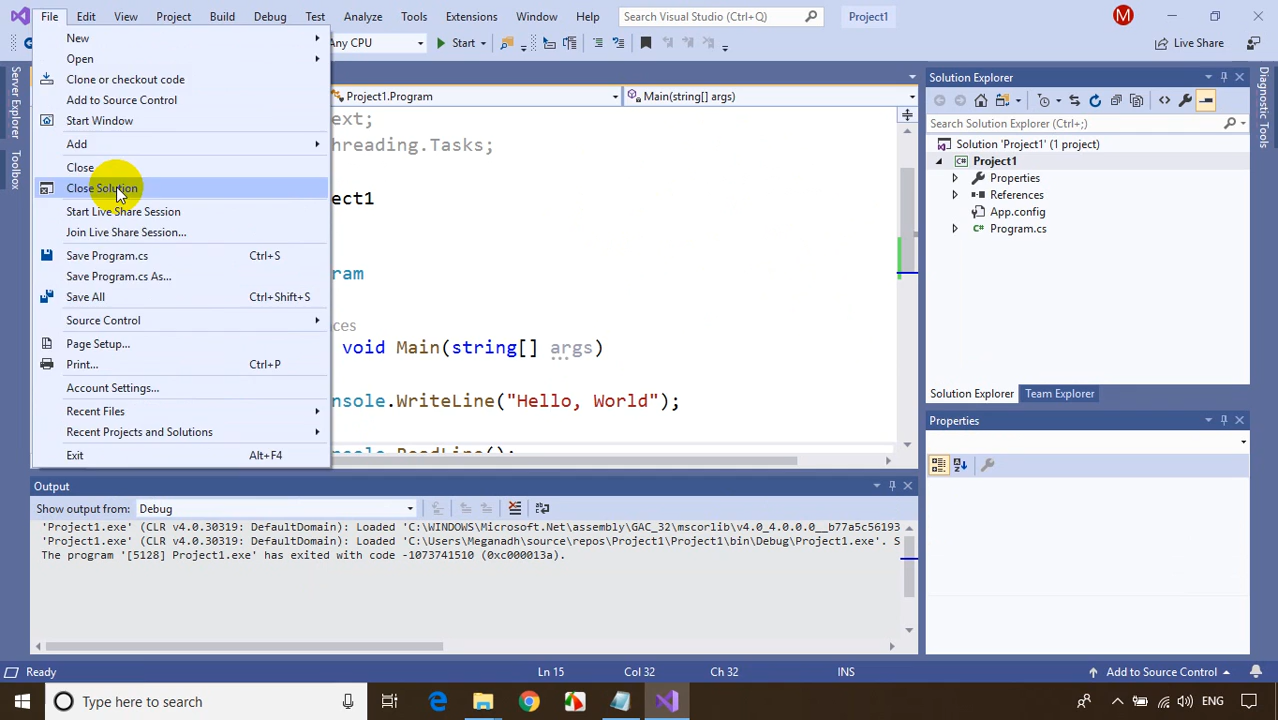 File Edit View Project Build Debug Test Analyze Tools Extensions Window Help Search Visual Studio (Ctrl+Q) Project1 M
Any CPU Start Live Share
New
Open
Clone or checkout code
Add to Source Control
Start Window
Add
Close
Close Solution
Start Live Share Session
Join Live Share Session...
Save Program.cs Ctrl+S
Save Program.cs As...
Save All Ctrl+Shift+S
Source Control
Page Setup...
Print... Ctrl+P
Account Settings...
Recent Files
Recent Projects and Solutions
Exit Alt+F4
Server Explorer
Toolbox
Project1.Program Main(string[] args)
ext;
hreading.Tasks;
ect1
ram
ces
void Main(string[] args)
nsole.WriteLine("Hello, World");
nsole.ReadLine();
Solution Explorer
Search Solution Explorer (Ctrl+;)
Solution 'Project1' (1 project)
Project1
Properties
References
App.config
Program.cs
Solution Explorer Team Explorer
Properties
Diagnostic Tools
Output
Show output from: Debug
'Project1.exe' (CLR v4.0.30319: DefaultDomain): Loaded 'C:\WINDOWS\Microsoft.Net\assembly\GAC_32\mscorlib\v4.0_4.0.0.0__b77a5c56193
'Project1.exe' (CLR v4.0.30319: DefaultDomain): Loaded 'C:\Users\Meganadh\source\repos\Project1\Project1\bin\Debug\Project1.exe'. S
The program '[5128] Project1.exe' has exited with code -1073741510 (0xc000013a).
Ready Ln 15 Col 32 Ch 32 INS Add to Source Control
Type here to search ENG